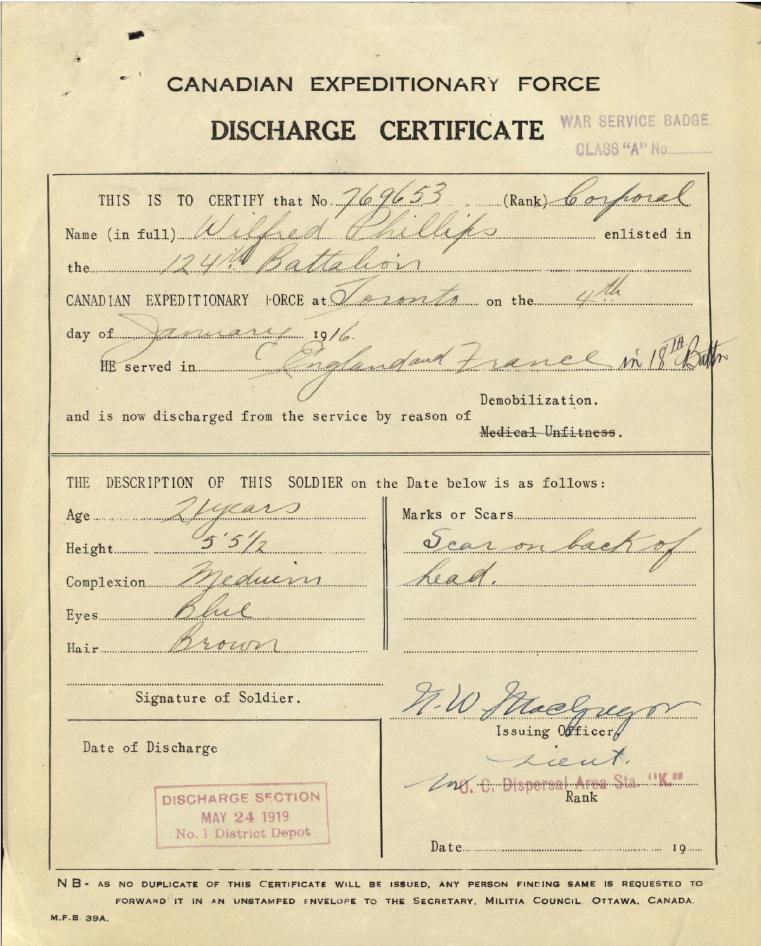 CANADIAN EXPEDITIONARY FORCE
DISCHARGE CERTIFICATE
WAR SERVICE BADGE
CLASS "A" No.
THIS IS TO CERTIFY that No. 769653 (Rank) Corporal
Name (in full) Wilfred Phillips enlisted in
the 124th Battalion
CANADIAN EXPEDITIONARY FORCE at Toronto on the 4th
day of January 1916.
HE served in England and France in 18TH Battn
and is now discharged from the service by reason of
Demobilization.
Medical Unfitness.
THE DESCRIPTION OF THIS SOLDIER on the Date below is as follows:
Age 21 years
Height 5'5½
Complexion Meduim
Eyes Blue
Hair Brown
Marks or Scars
Scar on back of
head.
Signature of Soldier.
N. W. MacGregor
Issuing Officer
Lieut.
for O. C. Dispersal Area Sta. "K"
Rank
Date of Discharge
DISCHARGE SECTION
MAY 24 1919
No. 1 District Depot
Date 19
NB- AS NO DUPLICATE OF THIS CERTIFICATE WILL BE ISSUED, ANY PERSON FINDING SAME IS REQUESTED TO
FORWARD IT IN AN UNSTAMPED ENVELOPE TO THE SECRETARY, MILITIA COUNCIL OTTAWA, CANADA.
M.F.B. 39A.